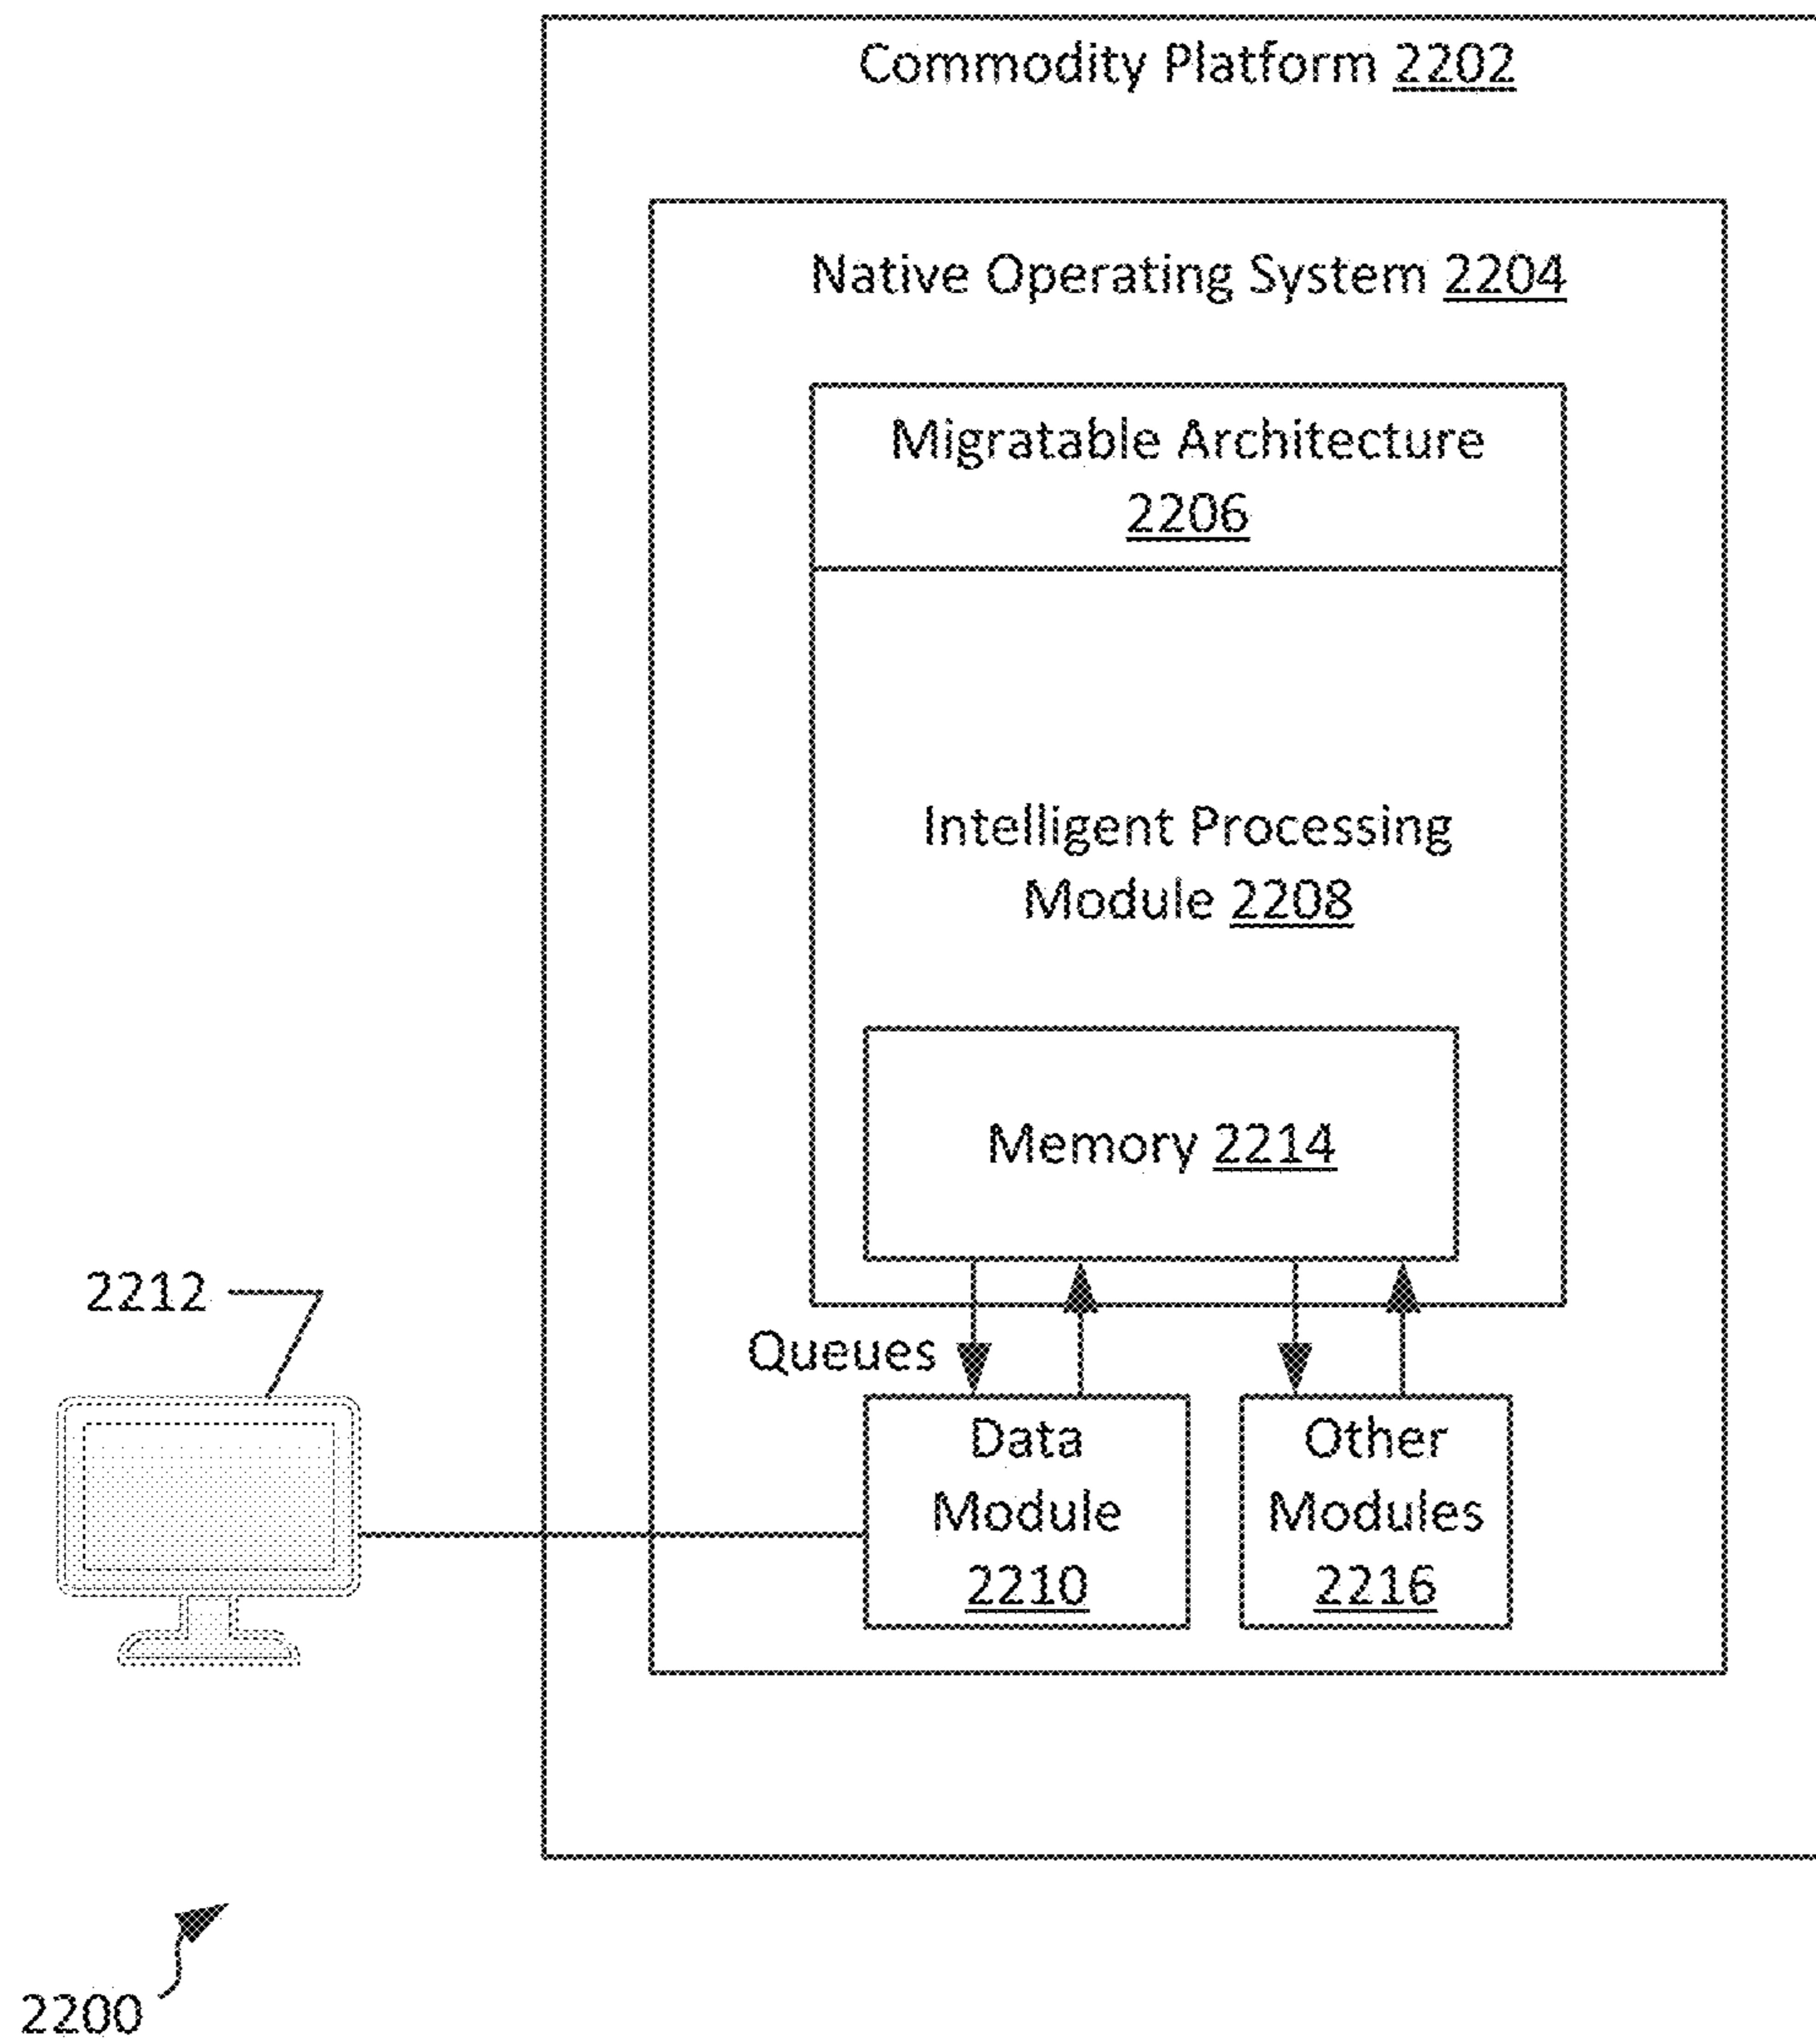 Commodity Platform 2202
Native Operating System 2204
Migratable Architecture
2206
Intelligent Processing
Module 2208
Memory 2214
2212
Queues
Data
Module
2210
Other
Modules
2216
2200